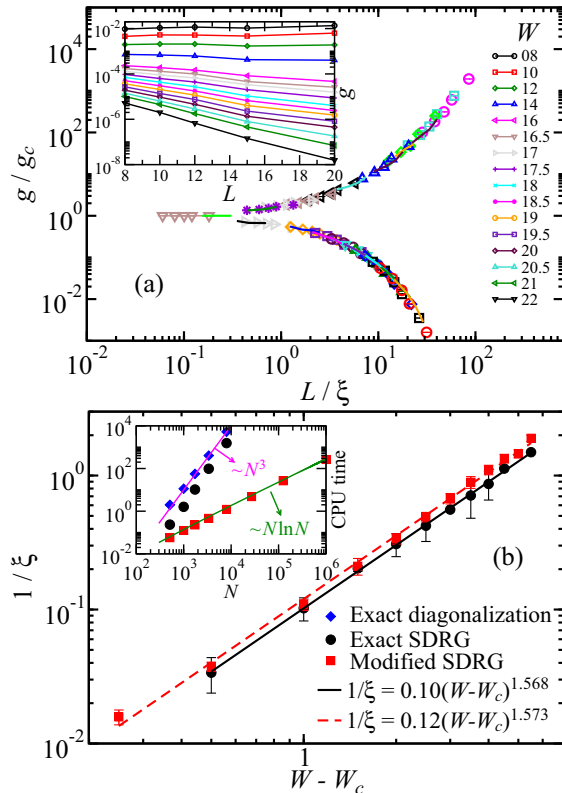 10^-2
10^-4
10^-6
10^-8
g
8 10 12 14 16 18 20
L
W
08
10
12
14
16
16.5
17
17.5
18
18.5
19
19.5
20
20.5
21
22
g / g_c
10^4
10^2
10^0
10^-2
(a)
10^-2 10^-1 10^0 10^1 10^2
L / ξ
10^4
10^2
10^0
10^-2
~N^3
~NlnN
CPU time
10^2 10^3 10^4 10^5 10^6
N
1 / ξ
10^0
10^-1
10^-2
(b)
Exact diagonalization
Exact SDRG
Modified SDRG
1/ξ = 0.10(W-W_c)^1.568
1/ξ = 0.12(W-W_c)^1.573
1
W - W_c